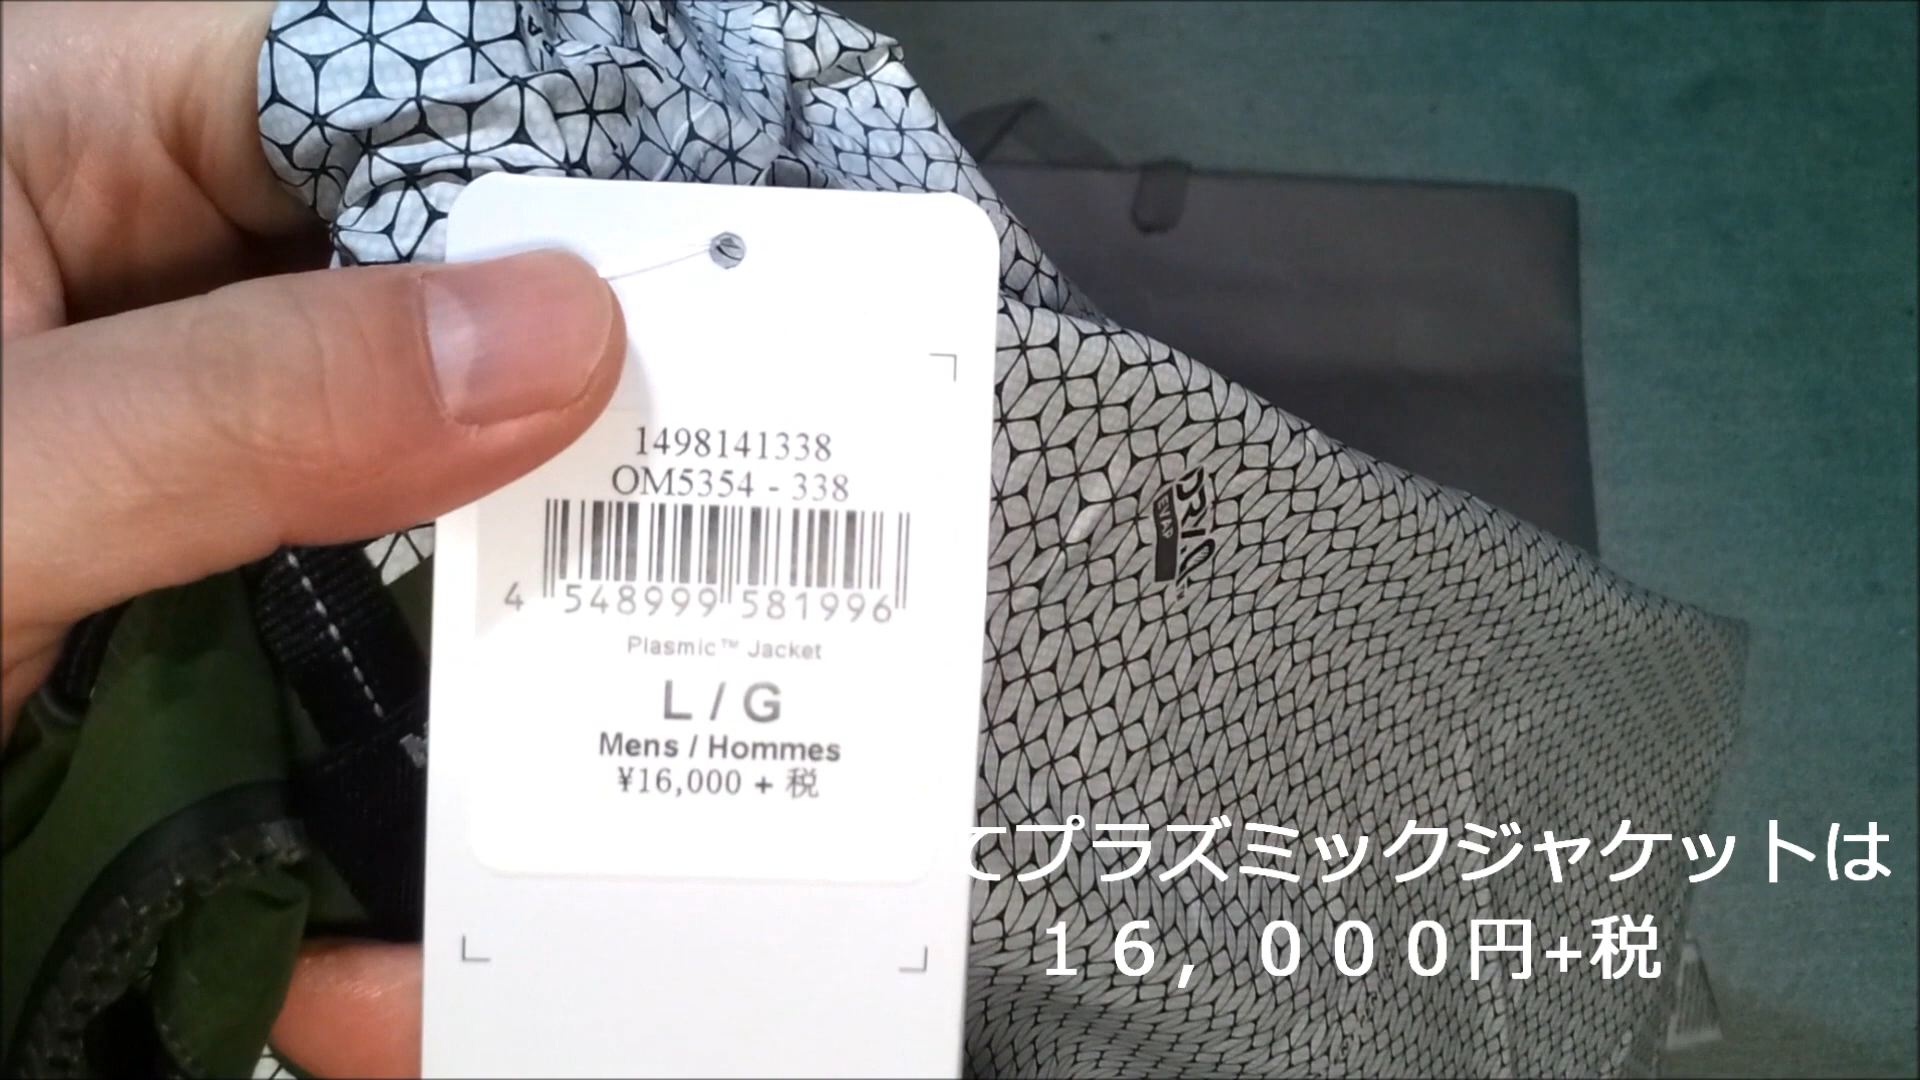 1498141338
OM5354 - 338
4 548999 581996
Plasmic™ Jacket
L / G
Mens / Hommes
¥16,000 + 税
てプラズミックジャケットは
１６，０００円+税